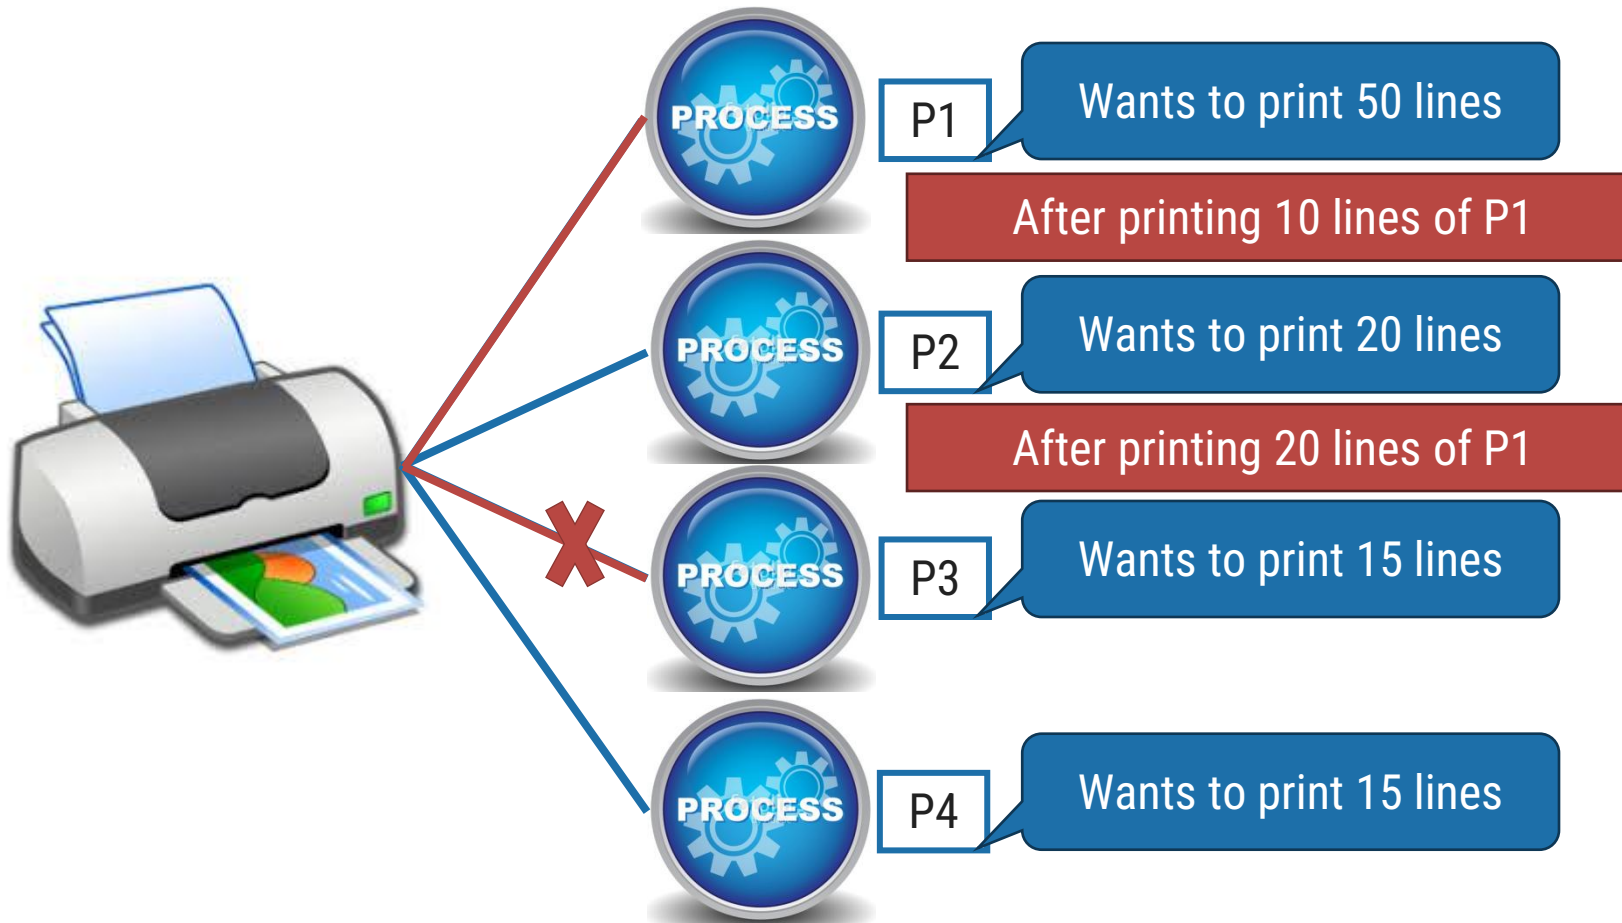 PROCESS
P1
Wants to print 50 lines
After printing 10 lines of P1
PROCESS
P2
Wants to print 20 lines
After printing 20 lines of P1
PROCESS
P3
Wants to print 15 lines
PROCESS
P4
Wants to print 15 lines